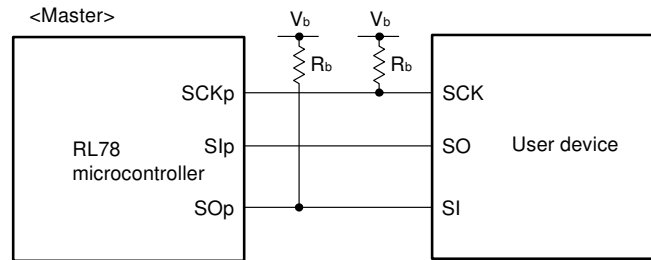 <Master>
Vb Vb
Rb Rb
SCKp SCK
RL78
microcontroller
SIp SO
User device
SOp SI